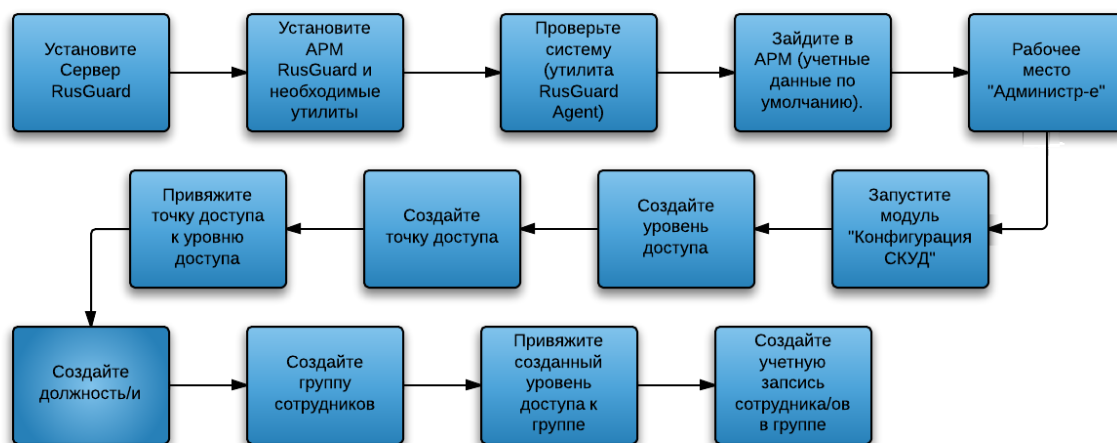 Установите
Сервер
RusGuard
Установите
АРМ
RusGuard и
необходимые
утилиты
Проверьте
систему
(утилита
RusGuard
Agent)
Зайдите в
АРМ (учетные
данные по
умолчанию).
Рабочее
место
"Администр-е"
Запустите
модуль
"Конфигурация
СКУД"
Создайте
уровень
доступа
Создайте
точку доступа
Привяжите
точку доступа
к уровню
доступа
Создайте
должность/и
Создайте
группу
сотрудников
Привяжите
созданный
уровень
доступа к
группе
Создайте
учетную
запсись
сотрудника/ов
в группе